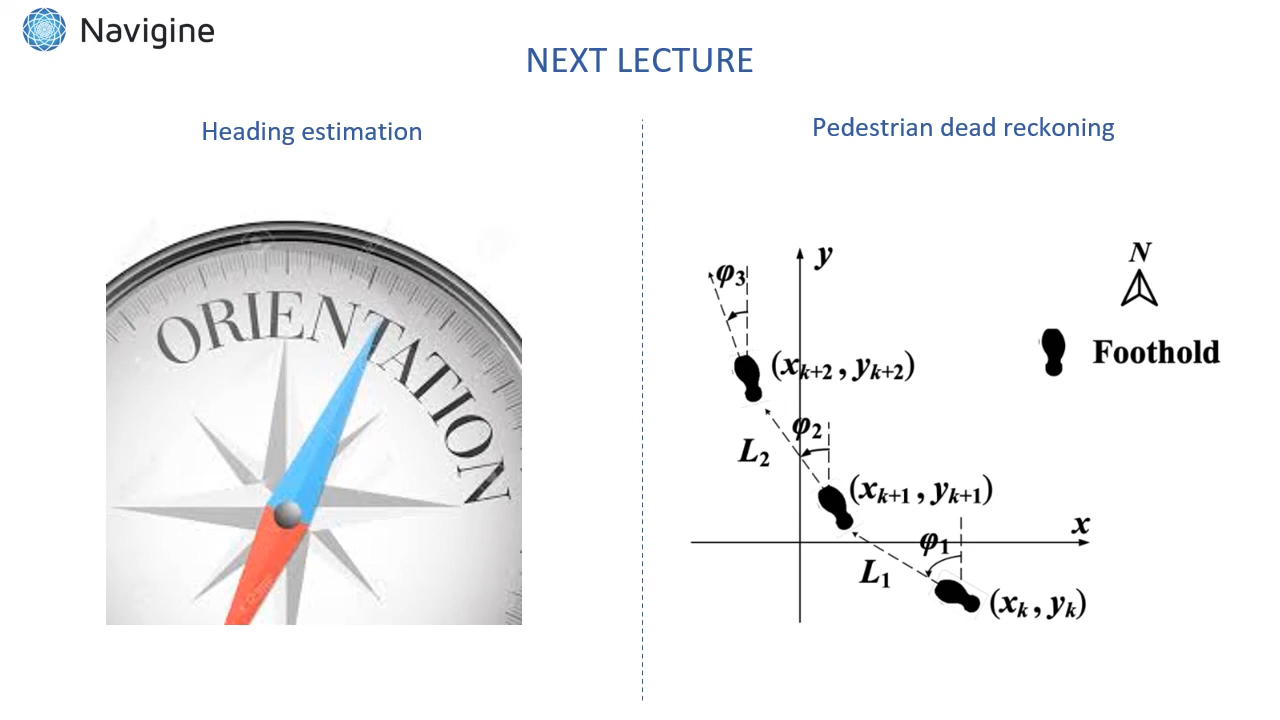 Navigine
NEXT LECTURE
Heading estimation
ORIENTATION
Pedestrian dead reckoning
y
φ3
N
Foothold
(xk+2 , yk+2)
φ2
L2
(xk+1 , yk+1)
x
φ1
L1
(xk , yk)